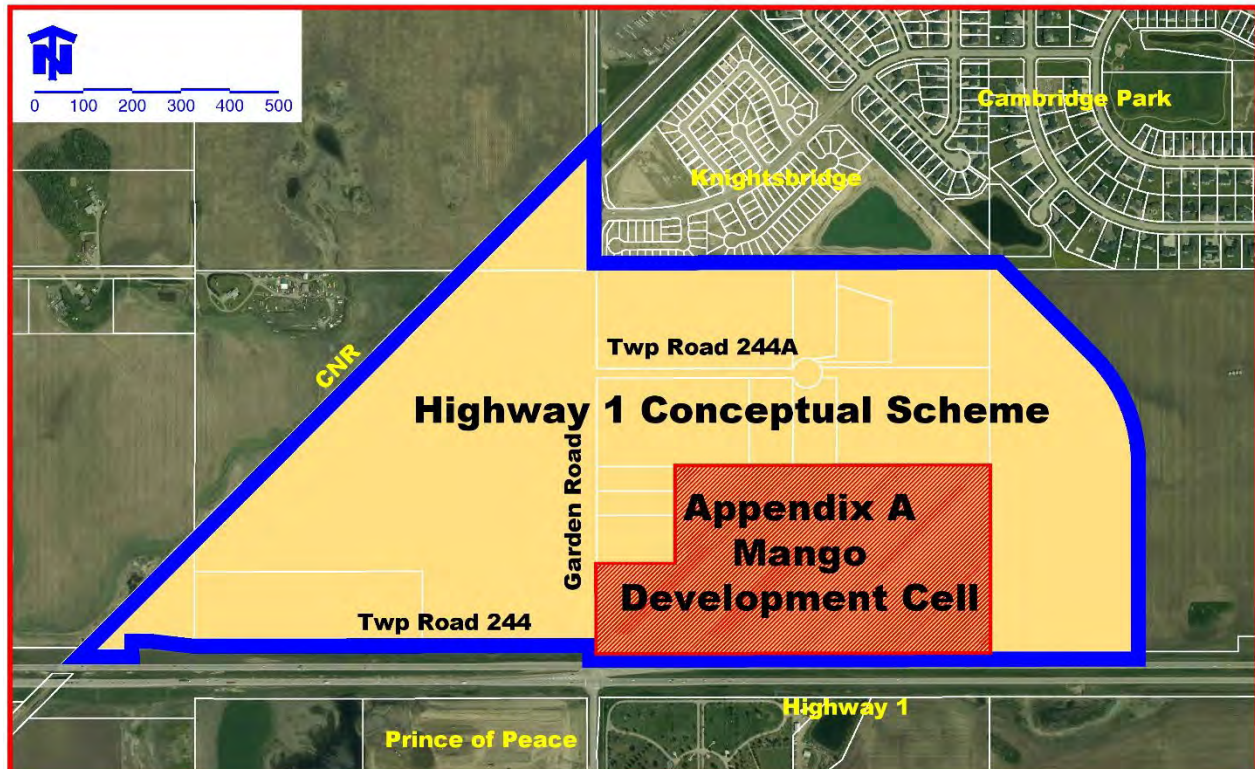 N
0 100 200 300 400 500
Cambridge Park
Knightsbridge
CNR
Twp Road 244A
Highway 1 Conceptual Scheme
Garden Road
Appendix A
Mango
Development Cell
Twp Road 244
Highway 1
Prince of Peace